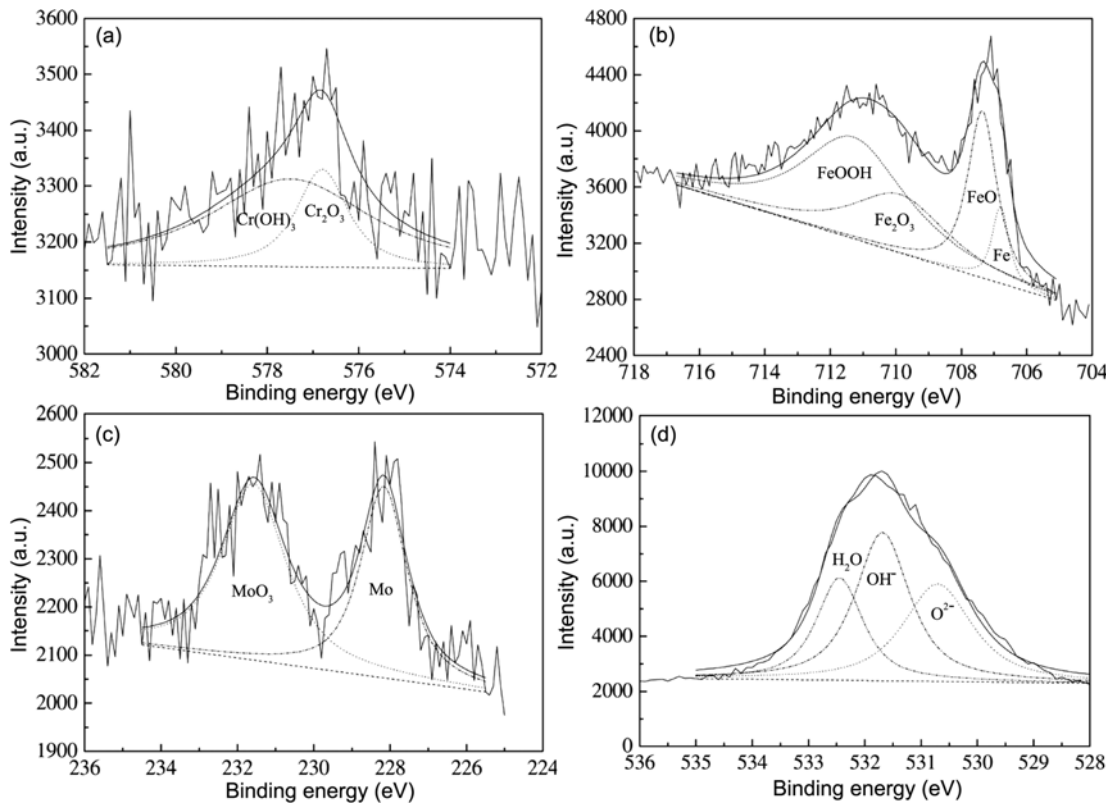 (a)
3600
3500
3400
3300
3200
3100
3000
Intensity (a.u.)
Cr(OH)₃
Cr₂O₃
582 580 578 576 574 572
Binding energy (eV)
(b)
4800
4400
4000
3600
3200
2800
2400
Intensity (a.u.)
FeOOH
Fe₂O₃
FeO
Fe
718 716 714 712 710 708 706 704
Binding energy (eV)
(c)
2600
2500
2400
2300
2200
2100
2000
1900
Intensity (a.u.)
MoO₃
Mo
236 234 232 230 228 226 224
Binding energy (eV)
(d)
12000
10000
8000
6000
4000
2000
0
Intensity (a.u.)
H₂O
OH⁻
O²⁻
536 535 534 533 532 531 530 529 528
Binding energy (eV)